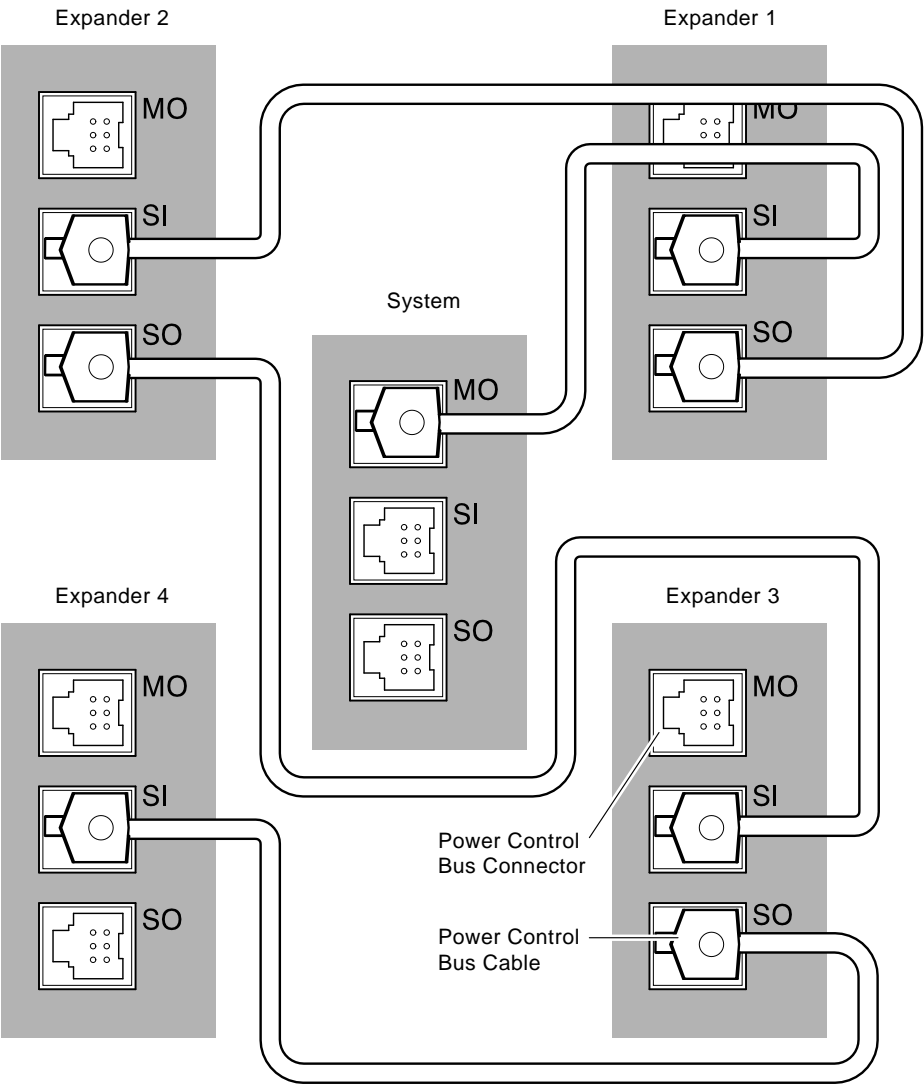 Expander 2
Expander 1
MO
MO
SI
SI
System
SO
SO
MO
SI
Expander 4
Expander 3
SO
MO
MO
SI
SI
Power Control
Bus Connector
SO
SO
Power Control
Bus Cable